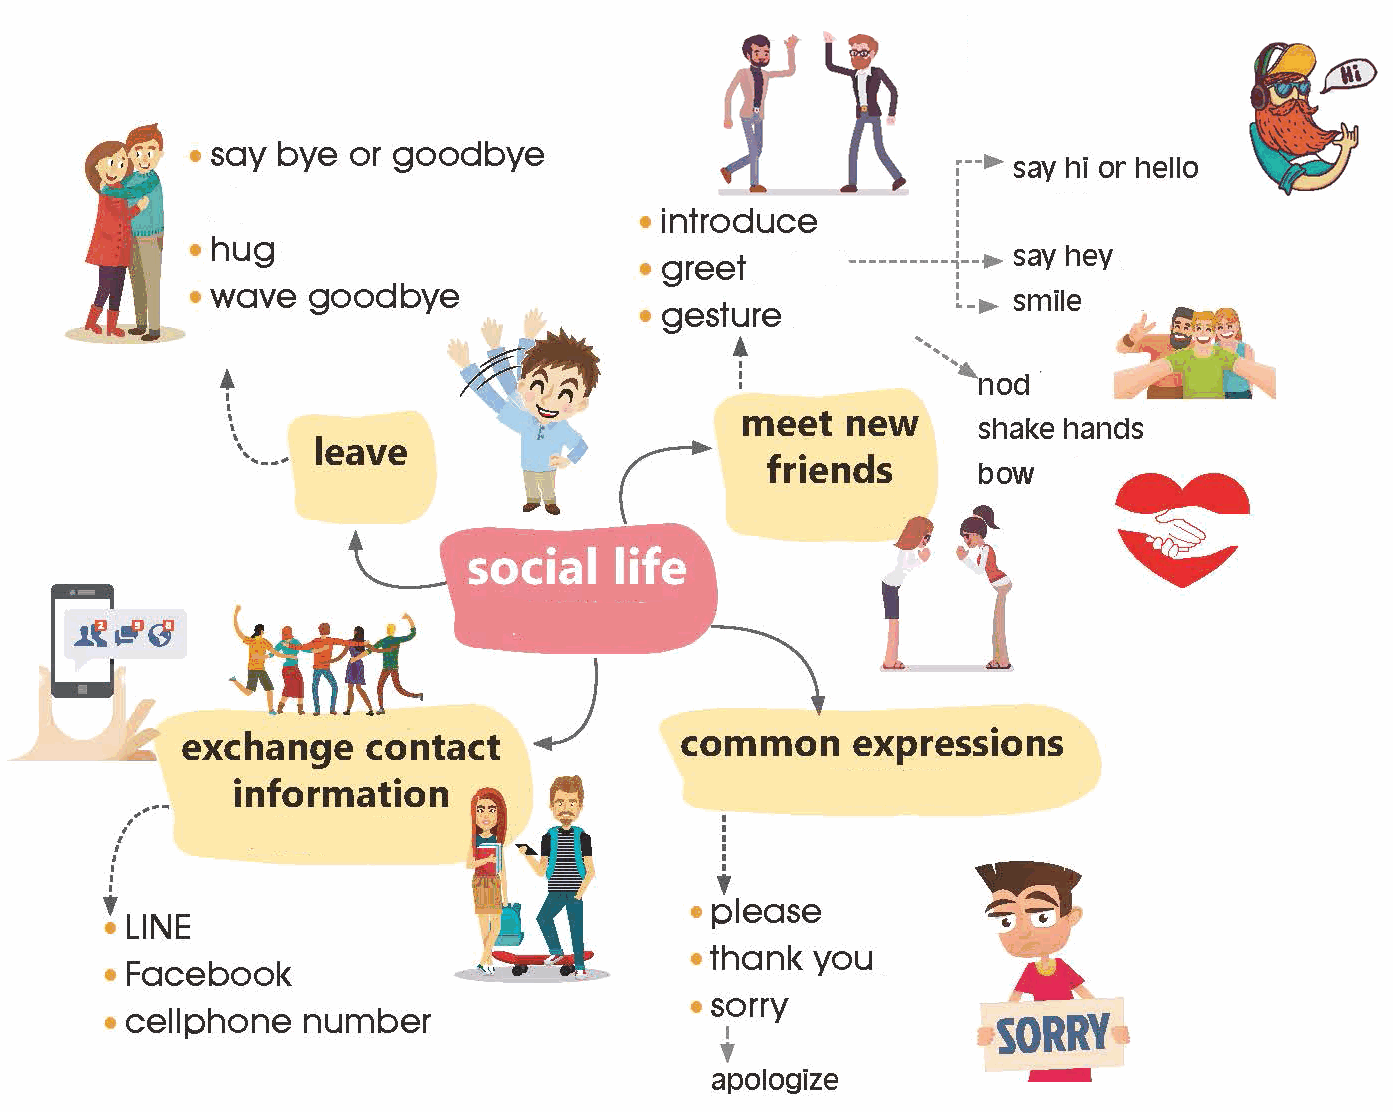 Hi
say bye or goodbye
hug
wave goodbye
introduce
greet
gesture
say hi or hello
say hey
smile
nod
shake hands
bow
meet new
friends
leave
social life
exchange contact
information
LINE
Facebook
cellphone number
common expressions
please
thank you
sorry
apologize
SORRY